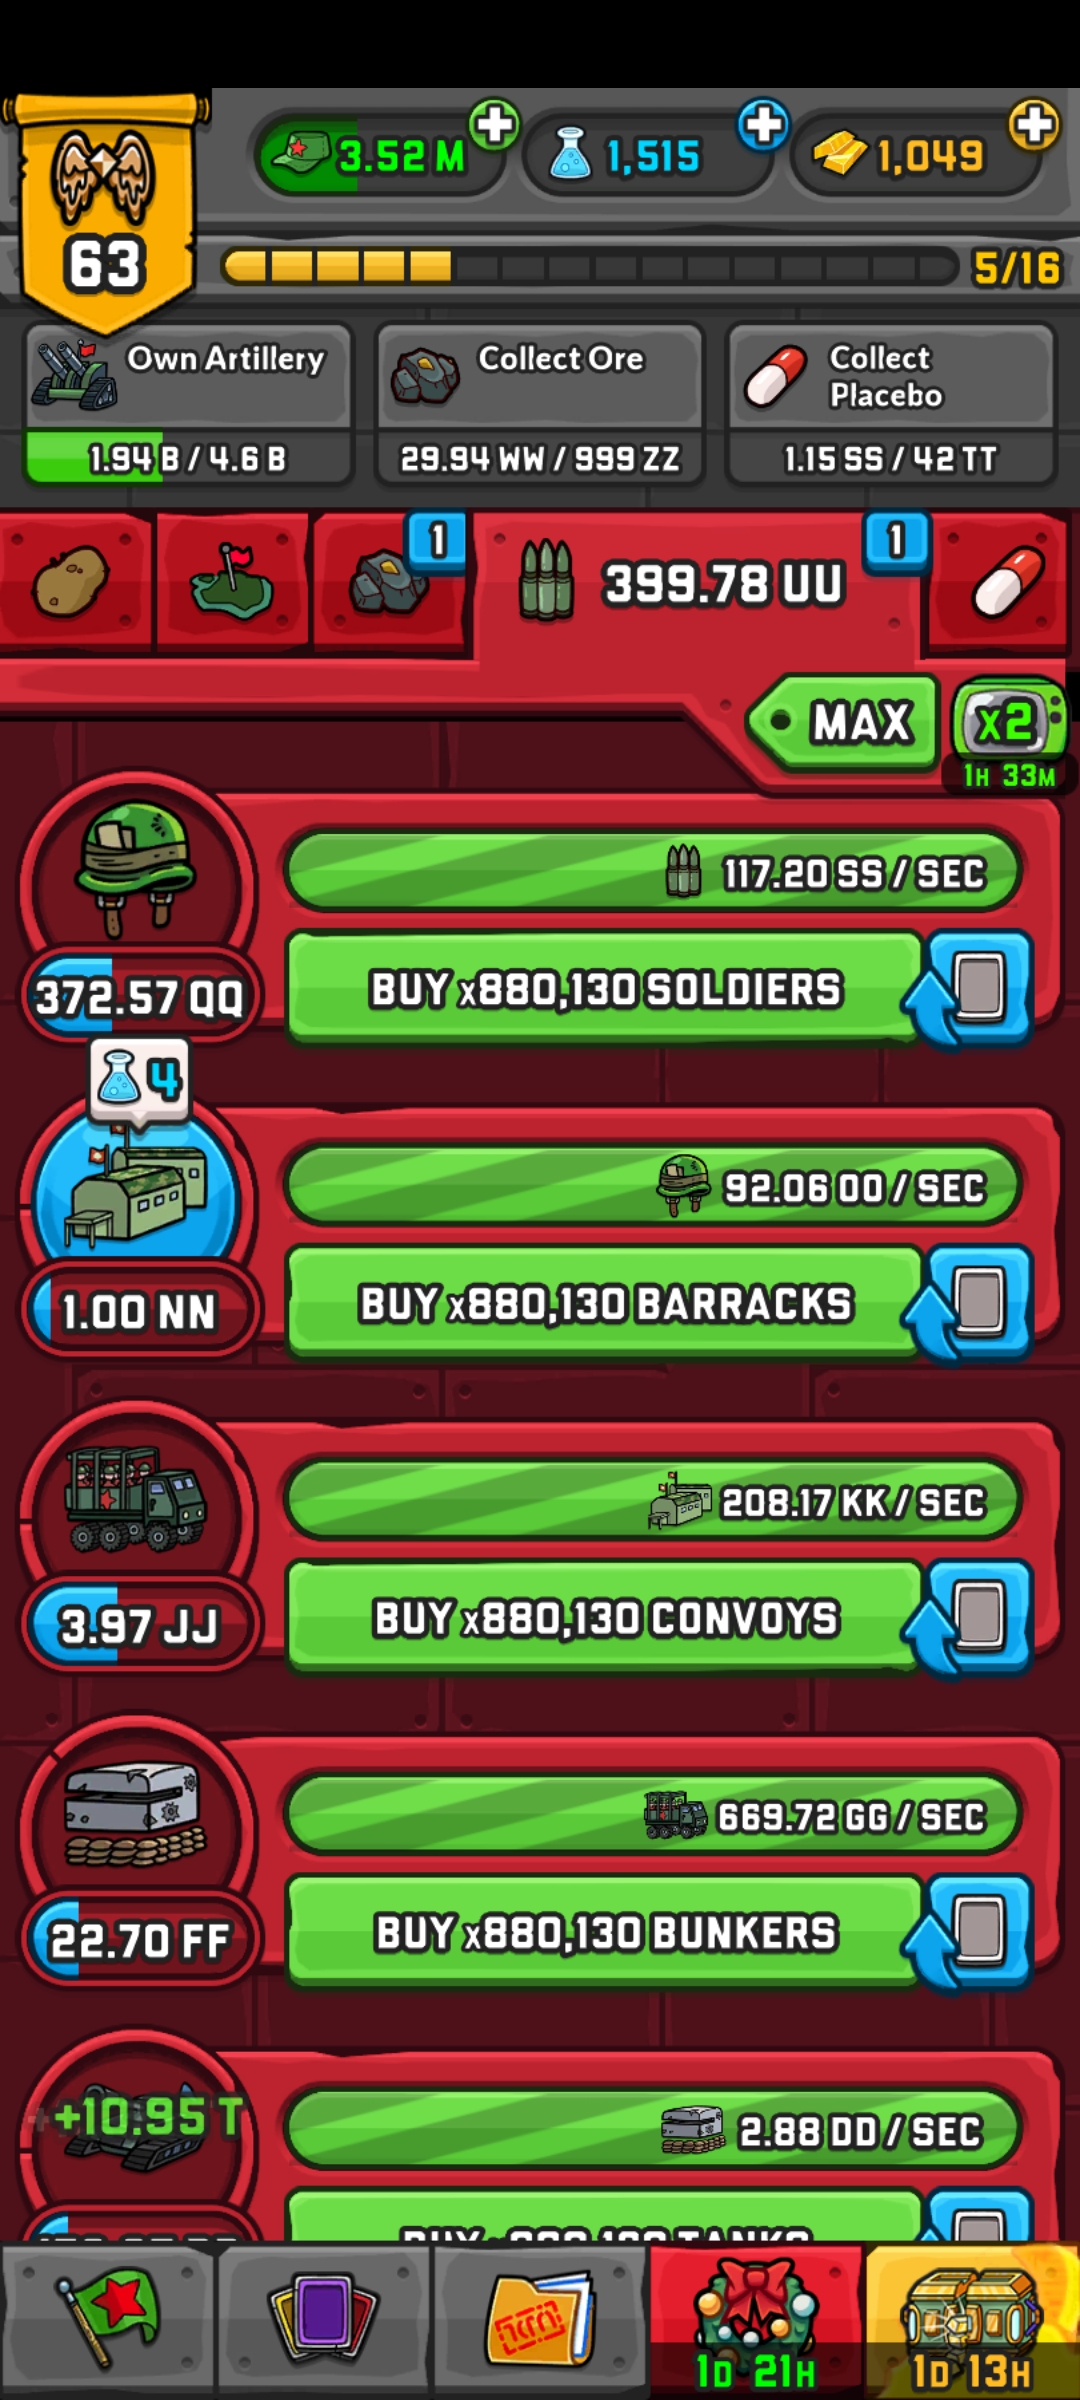 3.52 M
1,515
1,049
63
5/16
Own Artillery
1.94 B / 4.6 B
Collect Ore
29.94 WW / 999 ZZ
Collect
Placebo
1.15 SS / 42 TT
1
399.78 UU
1
MAX
x2
1H 33M
117.20 SS / SEC
372.57 QQ
BUY x880,130 SOLDIERS
4
92.06 OO / SEC
1.00 NN
BUY x880,130 BARRACKS
208.17 KK / SEC
3.97 JJ
BUY x880,130 CONVOYS
669.72 GG / SEC
22.70 FF
BUY x880,130 BUNKERS
+10.95 T
2.88 DD / SEC
BUY TANKS
1D 21H
1D 13H